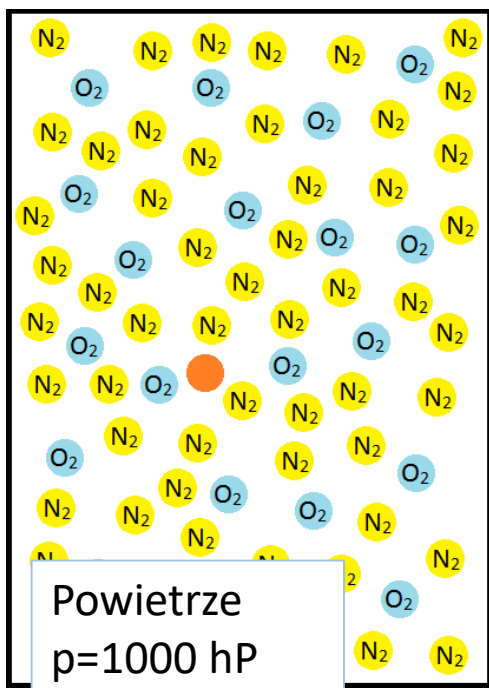 N₂ N₂ N₂ N₂ N₂ O₂ N₂
O₂ O₂ N₂
N₂ N₂ N₂ O₂ N₂
N₂ N₂ N₂
O₂ N₂ N₂ N₂
N₂ O₂ N₂
N₂ N₂ O₂ O₂
N₂ O₂
N₂ N₂ N₂ N₂
N₂ N₂ N₂ N₂ N₂
O₂ O₂
N₂ N₂ O₂ O₂ N₂ N₂
N₂ N₂
N₂ N₂ N₂
O₂ N₂ O₂
N₂ O₂
N₂ N₂ O₂ N₂
N₂
N₂
O₂
Powietrze
p=1000 hP
N₂ N₂